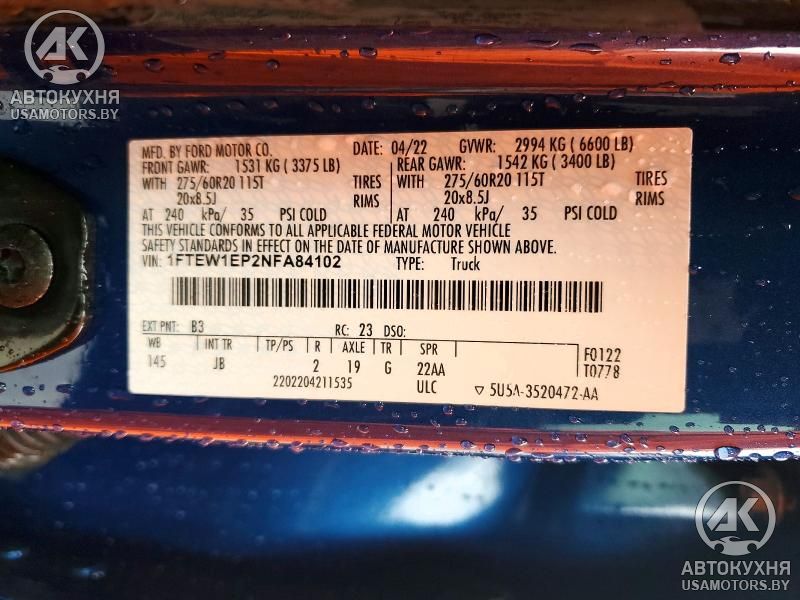 AK
АВТОКУХНЯ
USAMOTORS.BY
MFD. BY FORD MOTOR CO. DATE: 04/22 GVWR: 2994 KG (6600 LB)
FRONT GAWR: 1531 KG (3375 LB) REAR GAWR: 1542 KG (3400 LB)
WITH 275/60R20 115T TIRES WITH 275/60R20 115T TIRES
20x8.5J RIMS 20x8.5J RIMS
AT 240 kPa/ 35 PSI COLD AT 240 kPa/ 35 PSI COLD
THIS VEHICLE CONFORMS TO ALL APPLICABLE FEDERAL MOTOR VEHICLE
SAFETY STANDARDS IN EFFECT ON THE DATE OF MANUFACTURE SHOWN ABOVE.
VIN: 1FTEW1EP2NFA84102 TYPE: Truck
EXT PNT: B3 RC: 23 DSO:
WB INT TR TP/PS R AXLE TR SPR F0122
145 JB 2 19 G 22AA T0778
2202204211535 ULC ▽ 5U5A-3520472-AA
AK
АВТОКУХНЯ
USAMOTORS.BY